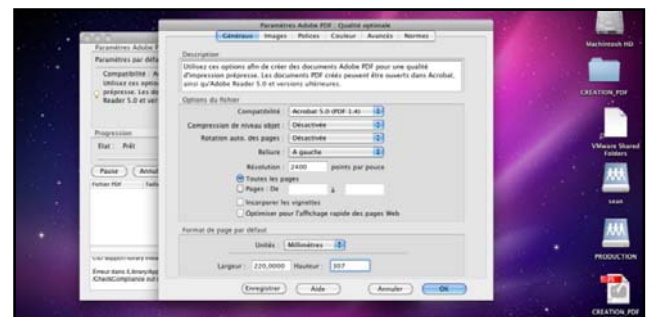 Paramètres Adobe PDF : Qualité optimale
Généraux Images Polices Couleur Avancés Normes
Description
Utilisez ces options afin de créer des documents Adobe PDF pour une qualité
d'impression prépresse. Les documents PDF créés peuvent être ouverts dans Acrobat,
ainsi qu'Adobe Reader 5.0 et versions ultérieures.
Options du fichier
Compatibilité : Acrobat 5.0 (PDF 1.4)
Compression de niveau objet : Désactivée
Rotation auto. des pages : Désactivée
Reliure : A gauche
Résolution : 2400 points par pouce
Toutes les pages
Pages : De à
Incorporer les vignettes
Optimiser pour l'affichage rapide des pages Web
Format de page par défaut
Unités : Millimètres
Largeur : 220,0000 Hauteur : 307
Enregistrer Aide Annuler OK
Paramètres Adobe P
Paramètres par défa
Compatibilité : A
Utilisez ces optio
prépresse. Les do
Reader 5.0 et ver
Progression
Etat : Prêt
Pause Annul
Fichier PDF Taille
Erreur dans /Library/App
Macintosh HD
CREATION_PDF
VMware Shared
Folders
PRODUCTION
CREATION_PDF